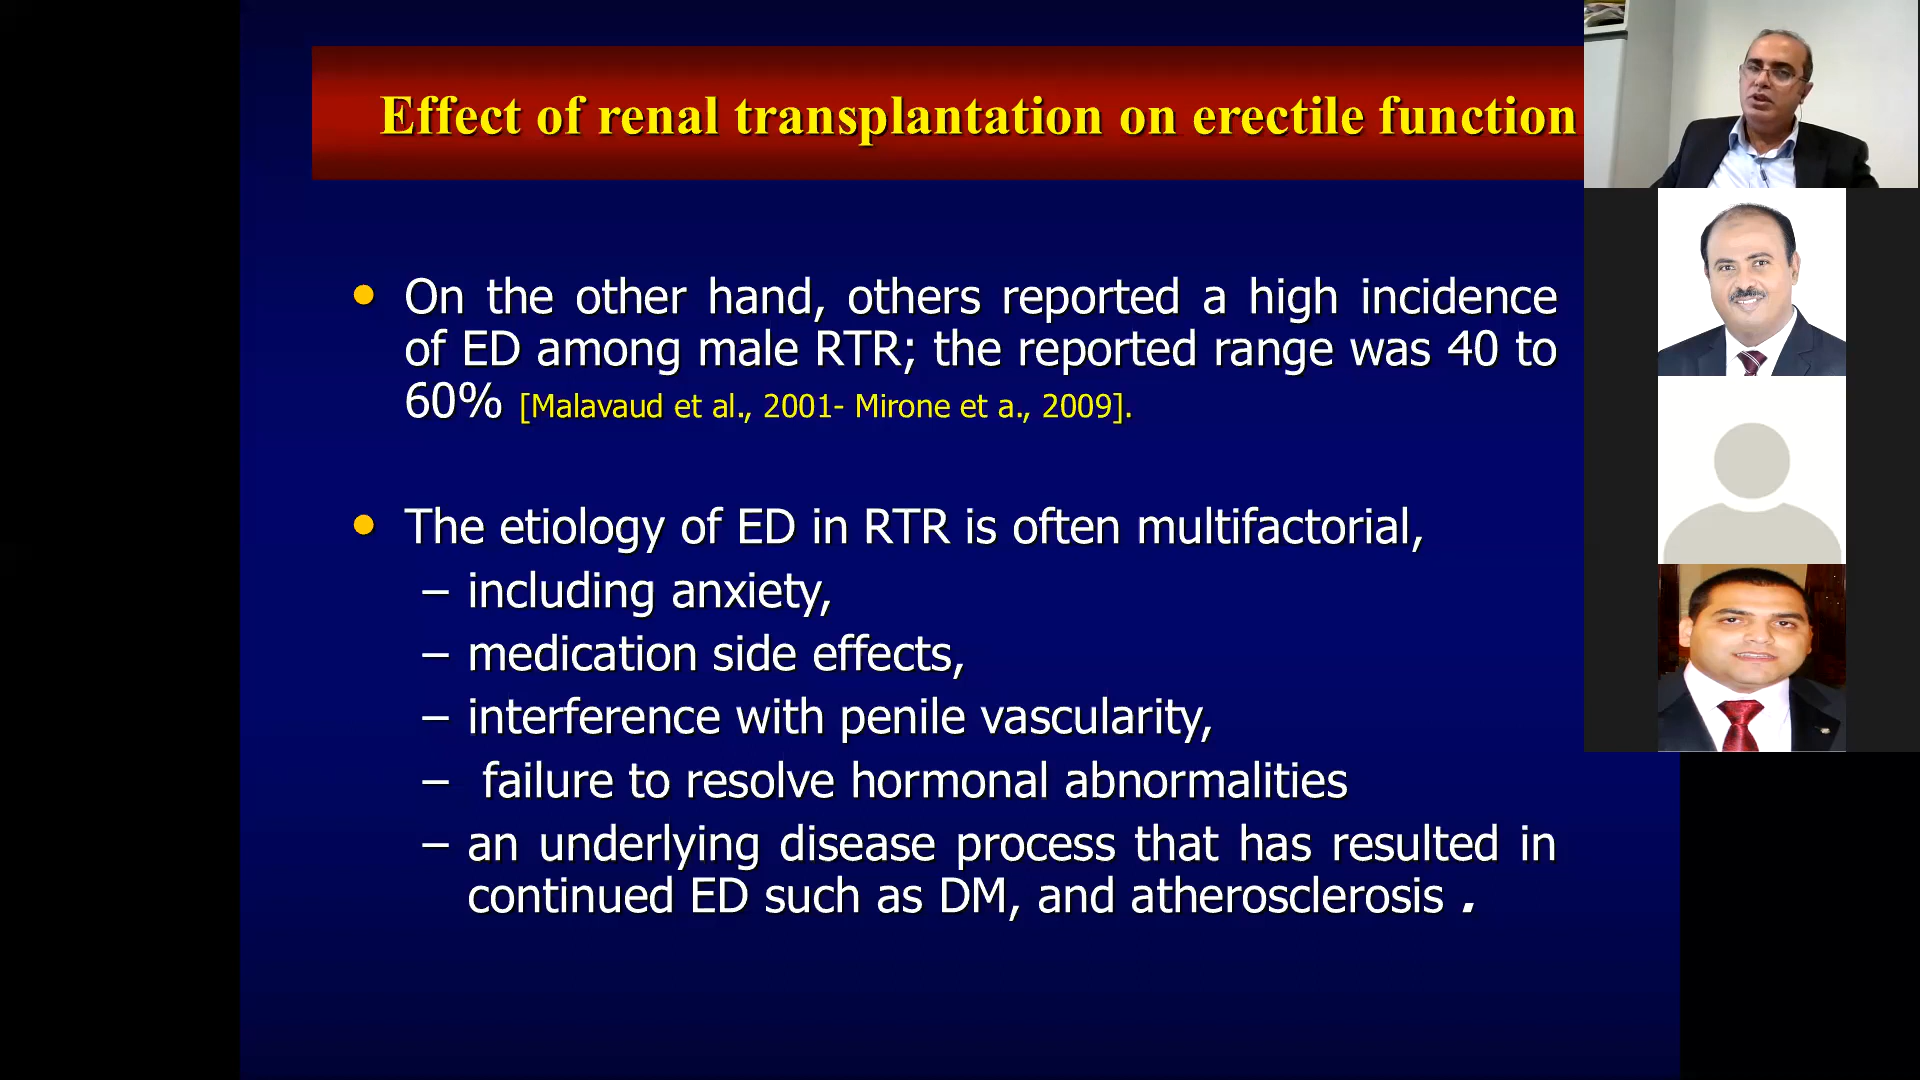 Effect of renal transplantation on erectile function
• On the other hand, others reported a high incidence
of ED among male RTR; the reported range was 40 to
60% [Malavaud et al., 2001- Mirone et a., 2009].
• The etiology of ED in RTR is often multifactorial,
– including anxiety,
– medication side effects,
– interference with penile vascularity,
– failure to resolve hormonal abnormalities
– an underlying disease process that has resulted in
continued ED such as DM, and atherosclerosis .